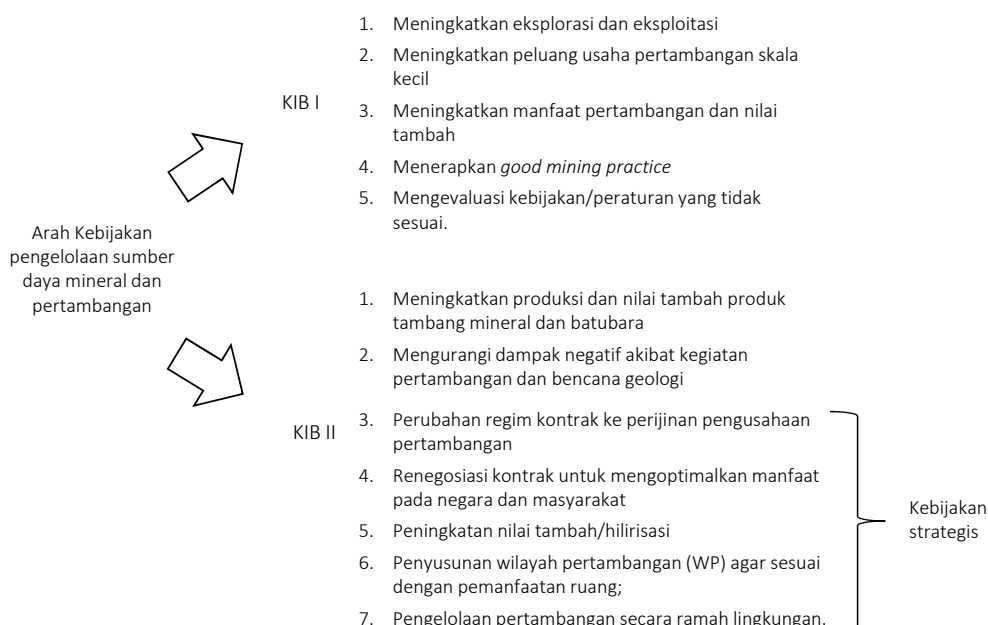 Arah Kebijakan
pengelolaan sumber
daya mineral dan
pertambangan
KIB I
1. Meningkatkan eksplorasi dan eksploitasi
2. Meningkatkan peluang usaha pertambangan skala
kecil
3. Meningkatkan manfaat pertambangan dan nilai
tambah
4. Menerapkan good mining practice
5. Mengevaluasi kebijakan/peraturan yang tidak
sesuai.
KIB II
1. Meningkatkan produksi dan nilai tambah produk
tambang mineral dan batubara
2. Mengurangi dampak negatif akibat kegiatan
pertambangan dan bencana geologi
3. Perubahan regim kontrak ke perijinan pengusahaan
pertambangan
4. Renegosiasi kontrak untuk mengoptimalkan manfaat
pada negara dan masyarakat
5. Peningkatan nilai tambah/hilirisasi
6. Penyusunan wilayah pertambangan (WP) agar sesuai
dengan pemanfaatan ruang;
7. Pengelolaan pertambangan secara ramah lingkungan.
Kebijakan
strategis